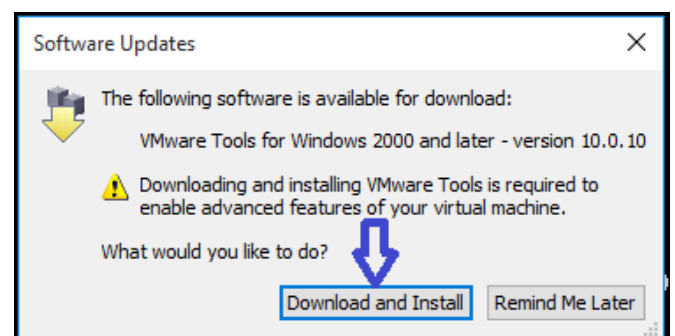 Software Updates
The following software is available for download:
VMware Tools for Windows 2000 and later - version 10.0.10
Downloading and installing VMware Tools is required to
enable advanced features of your virtual machine.
What would you like to do?
Download and Install Remind Me Later